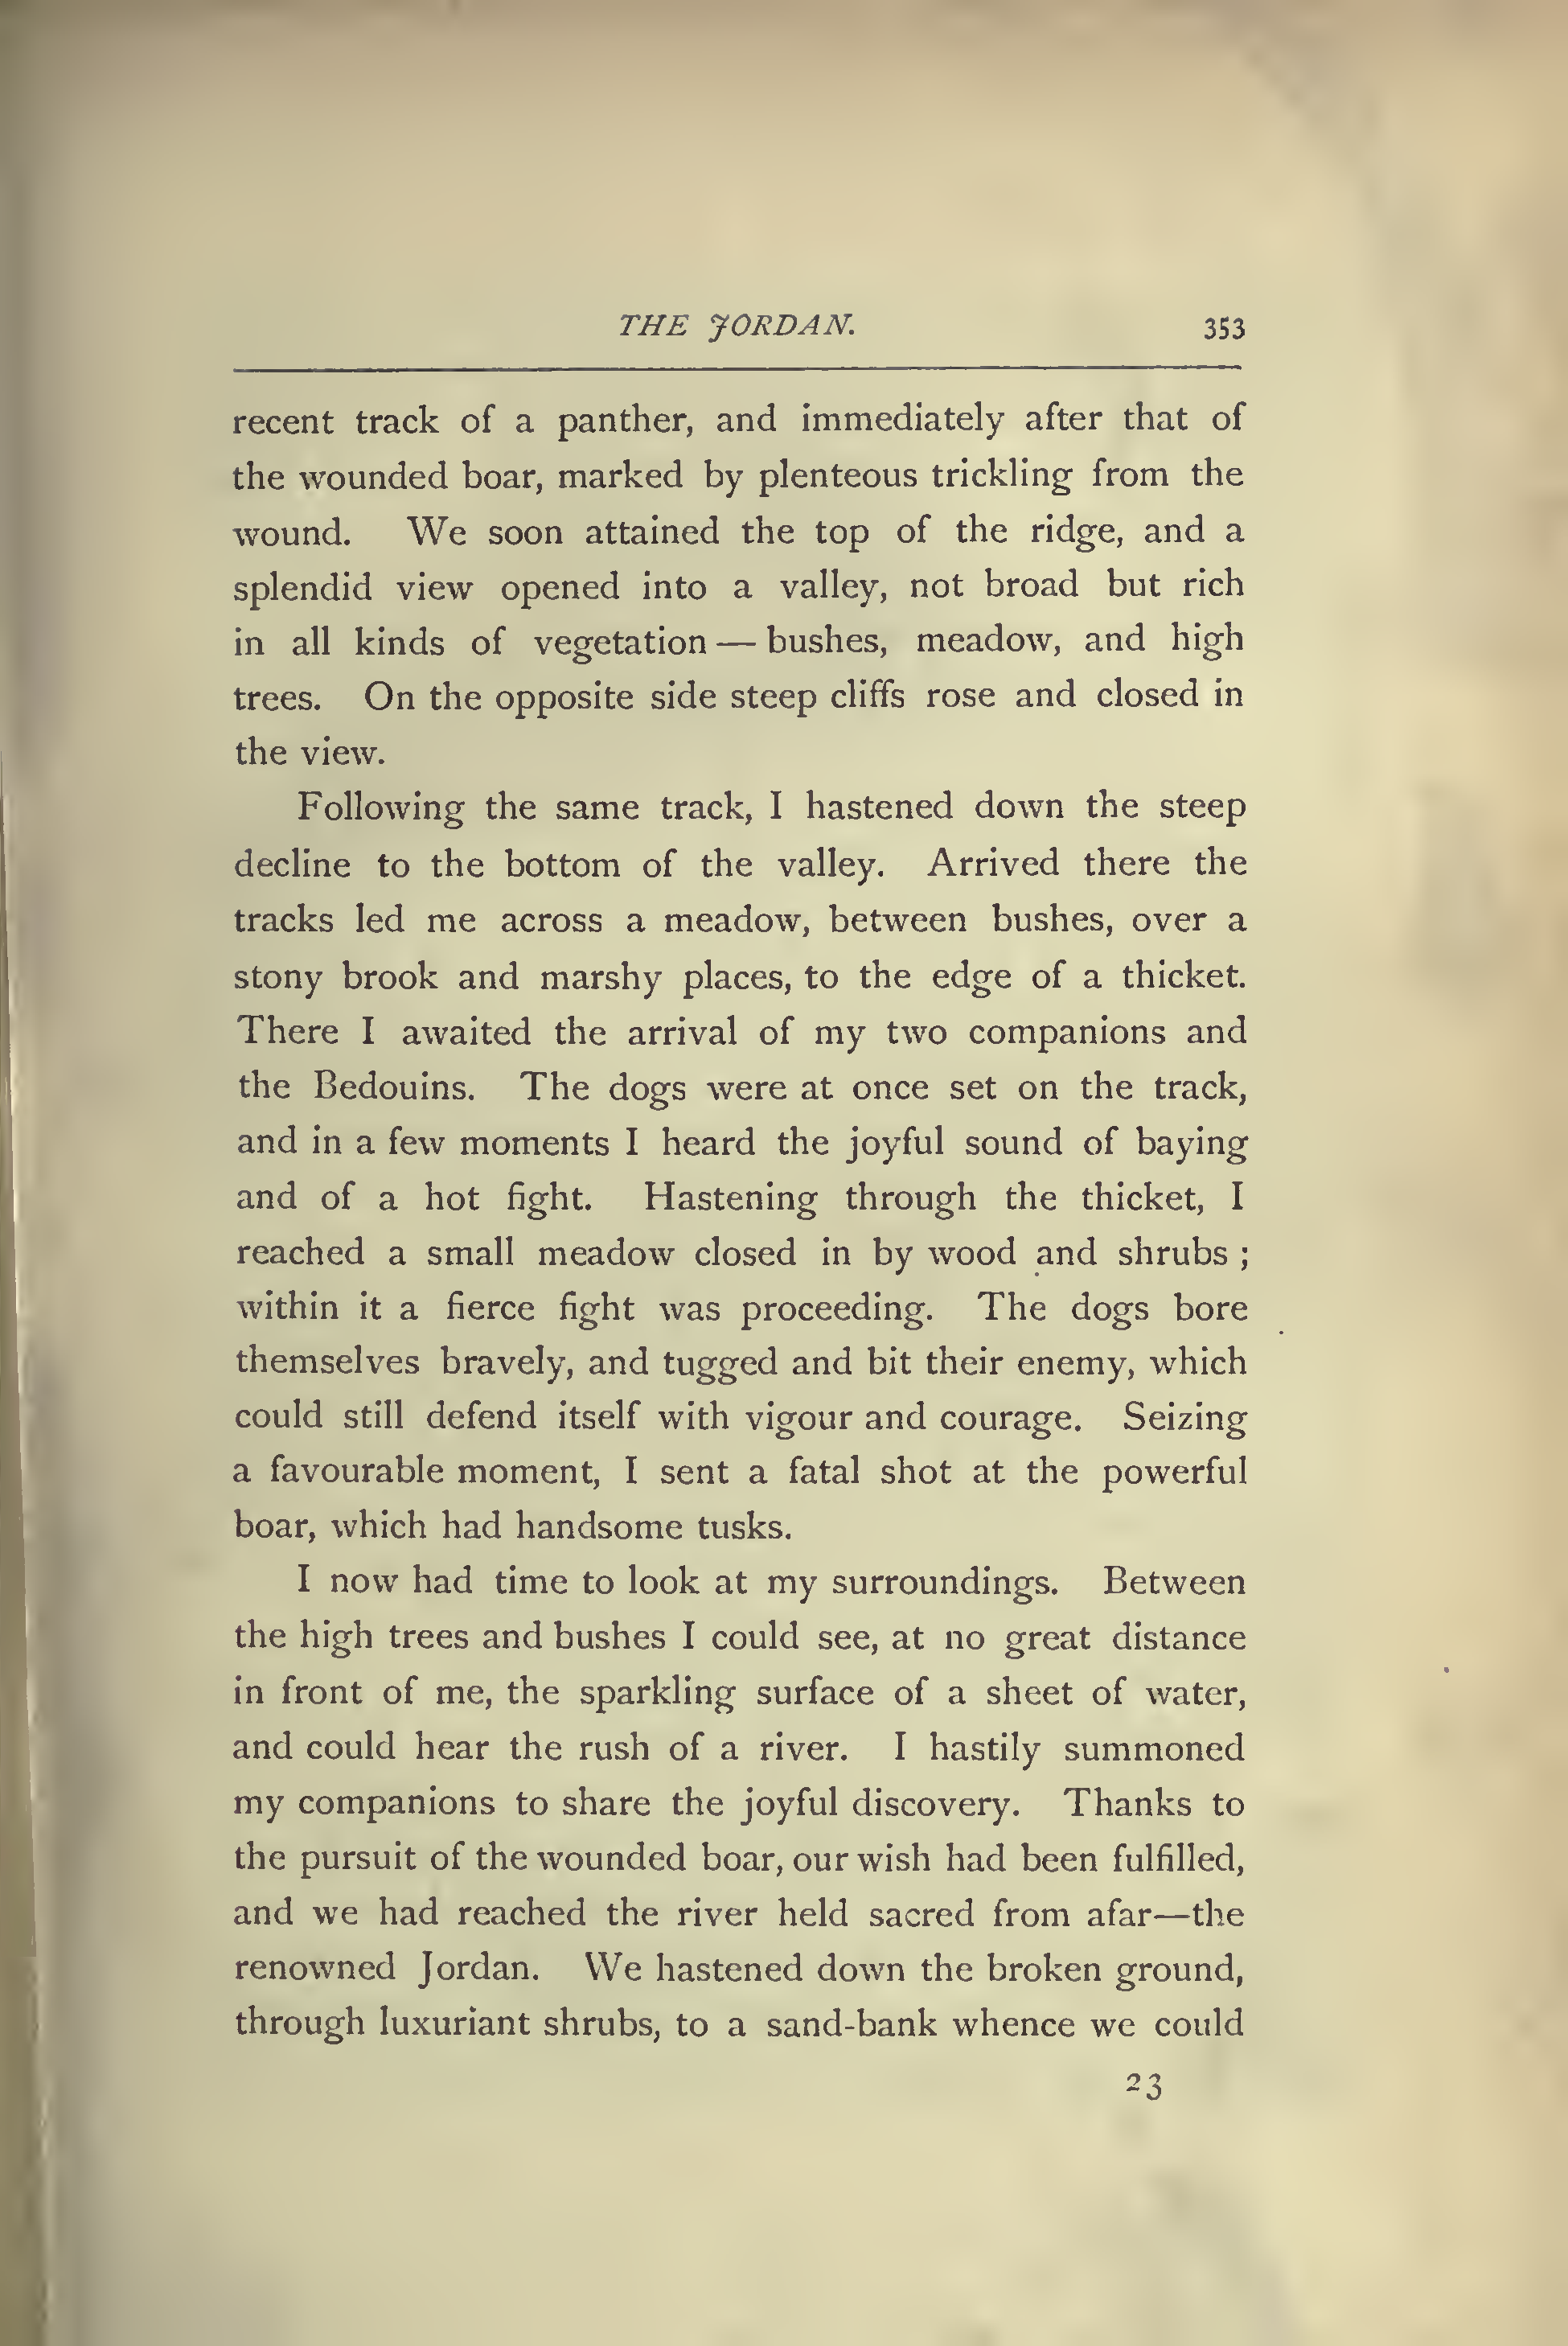 THE JORDAN. 353
recent track of a panther, and immediately after that of
the wounded boar, marked by plenteous trickling from the
wound. We soon attained the top of the ridge, and a
splendid view opened into a valley, not broad but rich
in all kinds of vegetation — bushes, meadow, and high
trees. On the opposite side steep cliffs rose and closed in
the view.
Following the same track, I hastened down the steep
decline to the bottom of the valley. Arrived there the
tracks led me across a meadow, between bushes, over a
stony brook and marshy places, to the edge of a thicket.
There I awaited the arrival of my two companions and
the Bedouins. The dogs were at once set on the track,
and in a few moments I heard the joyful sound of baying
and of a hot fight. Hastening through the thicket, I
reached a small meadow closed in by wood and shrubs ;
within it a fierce fight was proceeding. The dogs bore
themselves bravely, and tugged and bit their enemy, which
could still defend itself with vigour and courage. Seizing
a favourable moment, I sent a fatal shot at the powerful
boar, which had handsome tusks.
I now had time to look at my surroundings. Between
the high trees and bushes I could see, at no great distance
in front of me, the sparkling surface of a sheet of water,
and could hear the rush of a river. I hastily summoned
my companions to share the joyful discovery. Thanks to
the pursuit of the wounded boar, our wish had been fulfilled,
and we had reached the river held sacred from afar—the
renowned Jordan. We hastened down the broken ground,
through luxuriant shrubs, to a sand-bank whence we could
23